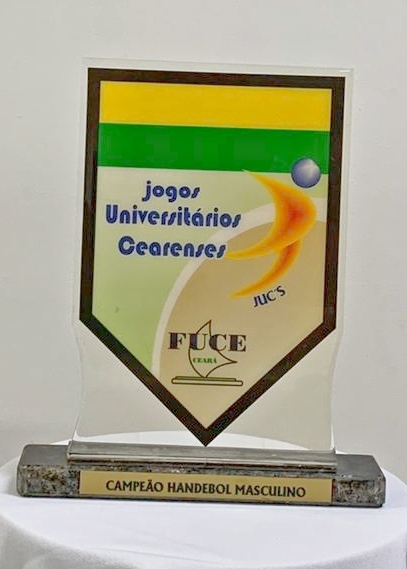 jogos
Universitários
Cearenses
JUC'S
FUCE
CEARÁ
CAMPEÃO HANDEBOL MASCULINO